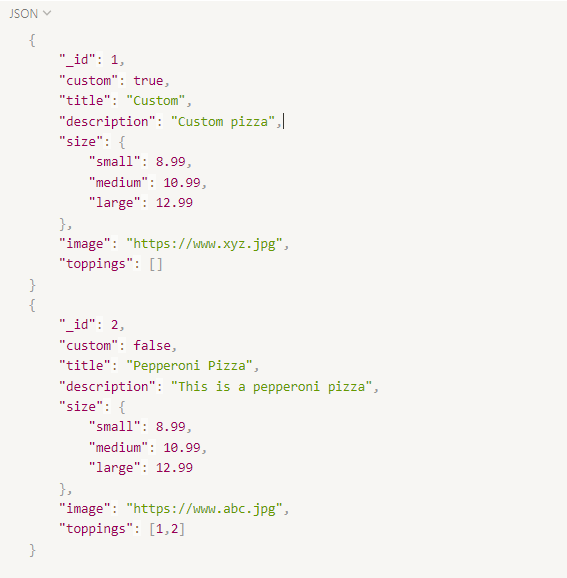 JSON
{
"_id": 1,
"custom": true,
"title": "Custom",
"description": "Custom pizza",
"size": {
"small": 8.99,
"medium": 10.99,
"large": 12.99
},
"image": "https://www.xyz.jpg",
"toppings": []
}
{
"_id": 2,
"custom": false,
"title": "Pepperoni Pizza",
"description": "This is a pepperoni pizza",
"size": {
"small": 8.99,
"medium": 10.99,
"large": 12.99
},
"image": "https://www.abc.jpg",
"toppings": [1,2]
}